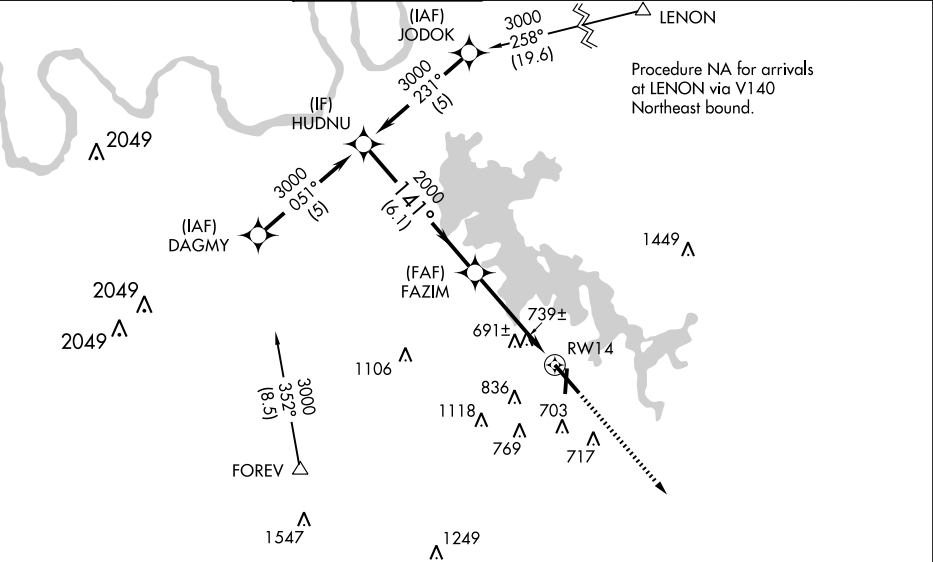 (IAF)
JODOK
3000
258°
(19.6)
LENON
Procedure NA for arrivals
at LENON via V140
Northeast bound.
3000
231°
(5)
(IF)
HUDNU
2049
3000
051°
(5)
2000
141°
(6.1)
(IAF)
DAGMY
1449
(FAF)
FAZIM
2049
2049
739±
691±
RW14
1106
3000
352°
(8.5)
836
1118
703
769
717
FOREV
1547
1249